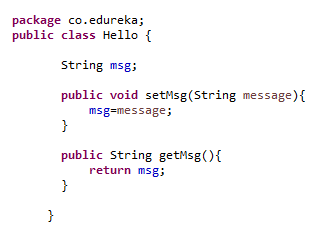 package co.edureka;
public class Hello {
String msg;
public void setMsg(String message){
msg=message;
}
public String getMsg(){
return msg;
}
}